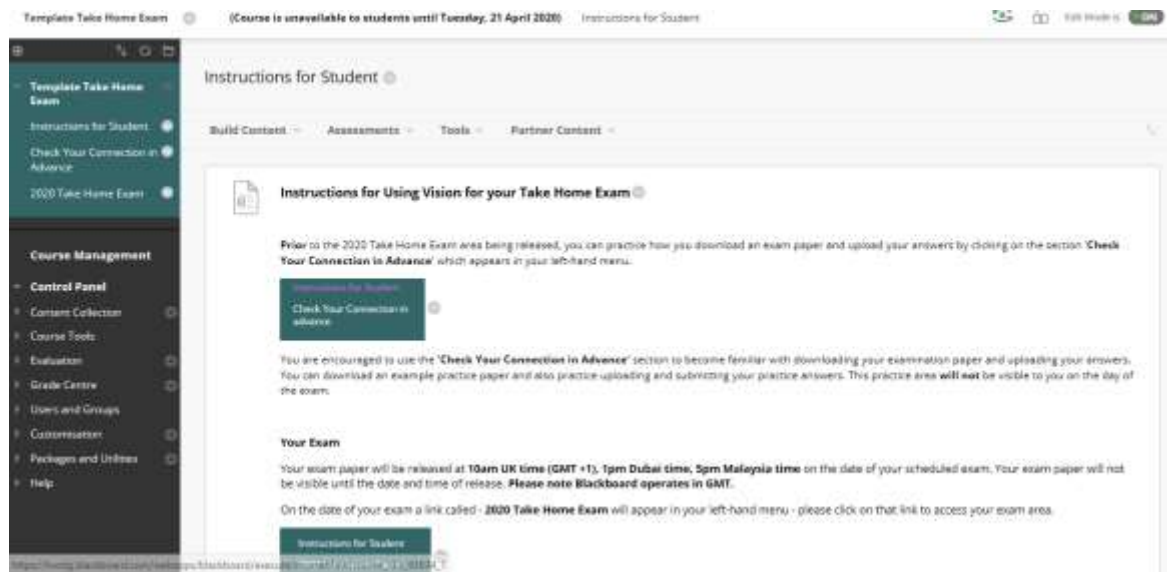 Template Take Home Exam
(Course is unavailable to students until Tuesday, 21 April 2020)
Instructions for Student
Edit Mode is: ON
Template Take Home
Exam
Instructions for Student
Check Your Connection in
Advance
2020 Take Home Exam
Course Management
Control Panel
Content Collection
Course Tools
Evaluation
Grade Centre
Users and Groups
Customisation
Packages and Utilities
Help
Instructions for Student
Build Content
Assessments
Tools
Partner Content
Instructions for Using Vision for your Take Home Exam
Prior to the 2020 Take Home Exam area being released, you can practice how you download an exam paper and upload your answers by clicking on the section 'Check
Your Connection in Advance' which appears in your left-hand menu.
Instructions for Student
Check Your Connection in
advance
You are encouraged to use the 'Check Your Connection in Advance' section to become familiar with downloading your examination paper and uploading your answers.
You can download an example practice paper and also practice uploading and submitting your practice answers. This practice area will not be visible to you on the day of
the exam.
Your Exam
Your exam paper will be released at 10am UK time (GMT +1), 1pm Dubai time, 5pm Malaysia time on the date of your scheduled exam. Your exam paper will not
be visible until the date and time of release. Please note Blackboard operates in GMT.
On the date of your exam a link called - 2020 Take Home Exam will appear in your left-hand menu - please click on that link to access your exam area.
Instructions for Student